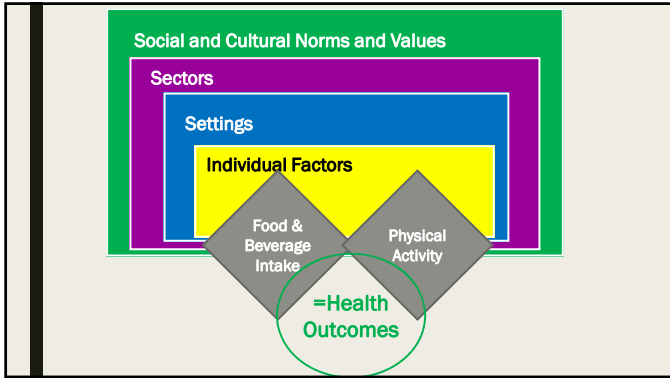 Social and Cultural Norms and Values
Sectors
Settings
Individual Factors
Food &
Beverage
Intake
Physical
Activity
=Health
Outcomes